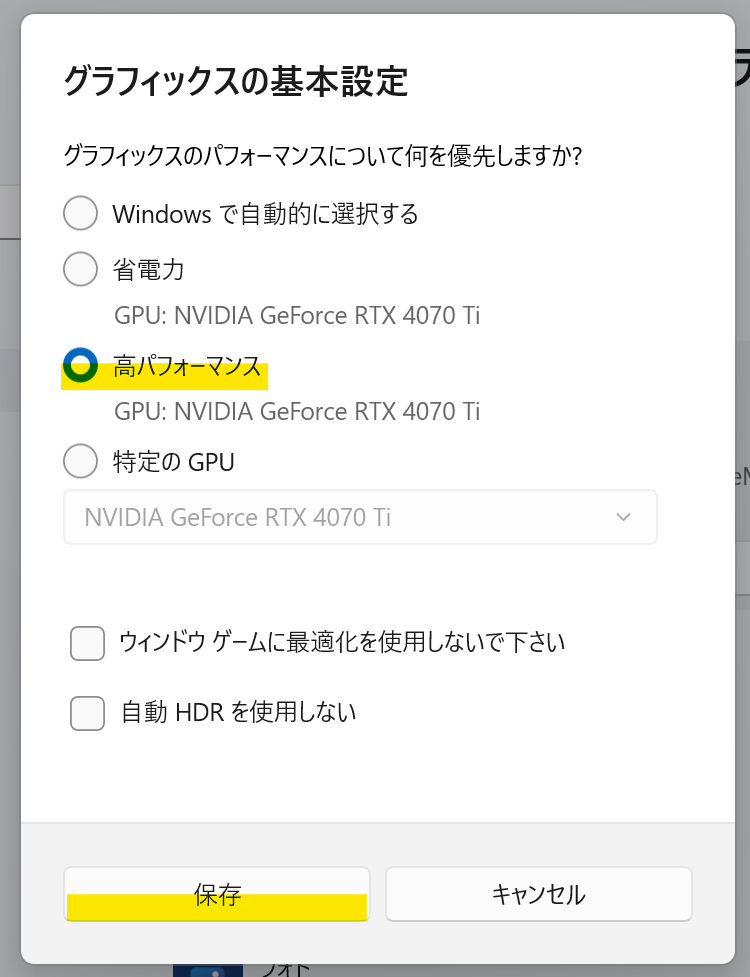 グラフィックスの基本設定
グラフィックスのパフォーマンスについて何を優先しますか?
Windows で自動的に選択する
省電力
GPU: NVIDIA GeForce RTX 4070 Ti
高パフォーマンス
GPU: NVIDIA GeForce RTX 4070 Ti
特定の GPU
NVIDIA GeForce RTX 4070 Ti
ウィンドウ ゲームに最適化を使用しないで下さい
自動 HDR を使用しない
保存
キャンセル
フォト